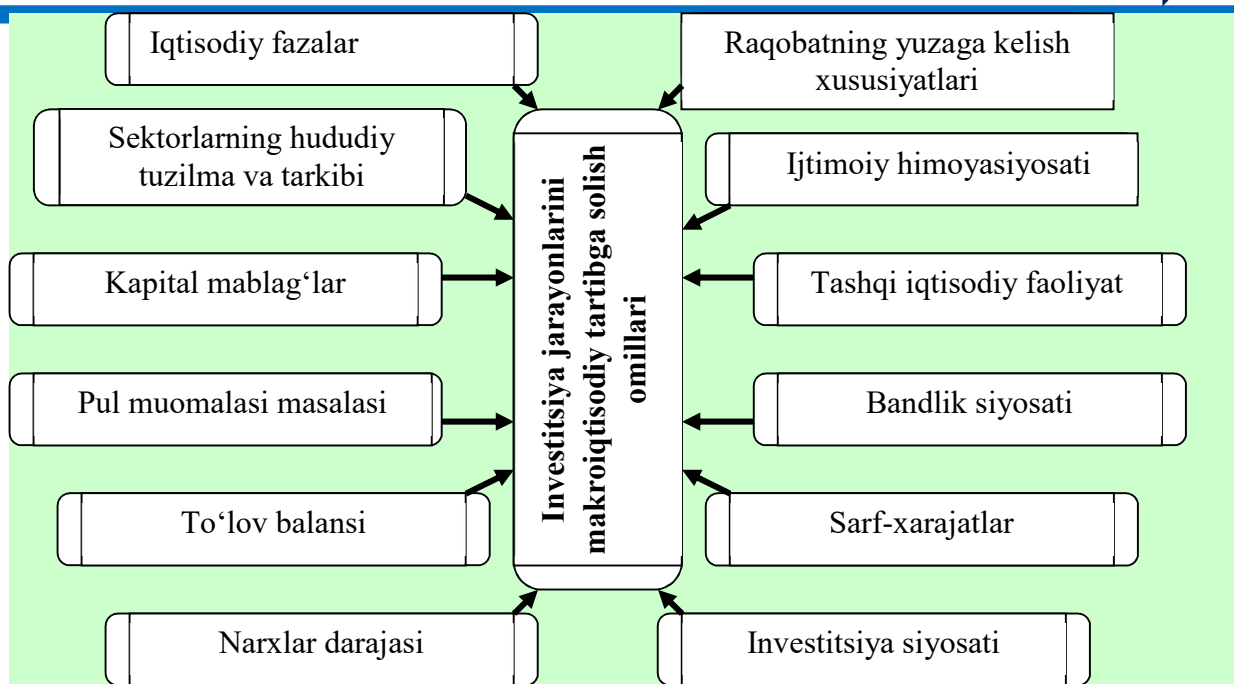 Iqtisodiy fazalar
Raqobatning yuzaga kelish
xususiyatlari
Sektorlarning hududiy
tuzilma va tarkibi
Ijtimoiy himoyasiyosati
Kapital mablag‘lar
Tashqi iqtisodiy faoliyat
Investitsiya jarayonlarini
makroiqtisodiy tartibga solish
omillari
Pul muomalasi masalasi
Bandlik siyosati
To‘lov balansi
Sarf-xarajatlar
Narxlar darajasi
Investitsiya siyosati